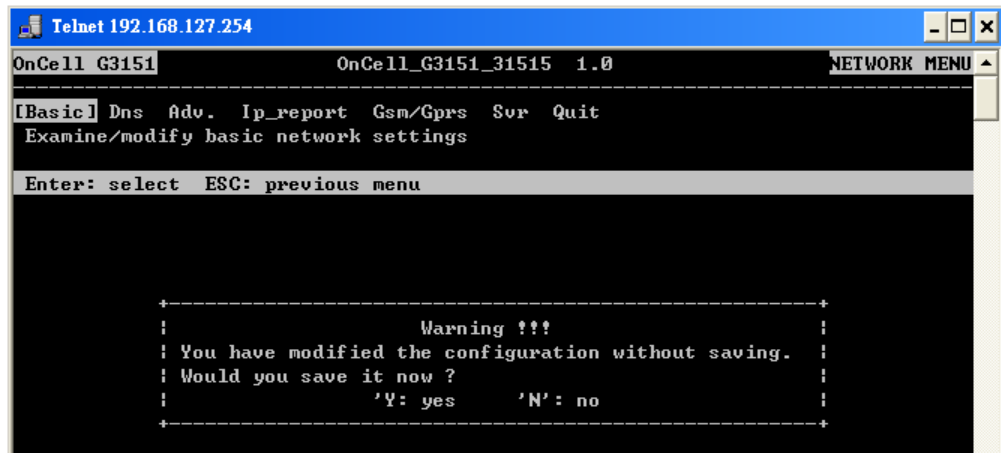 Telnet 192.168.127.254
OnCell G3151 OnCell_G3151_31515 1.0 NETWORK MENU
[Basic] Dns Adv. Ip_report Gsm/Gprs Svr Quit
Examine/modify basic network settings
Enter: select ESC: previous menu
Warning !!!
You have modified the configuration without saving.
Would you save it now ?
'Y: yes 'N': no